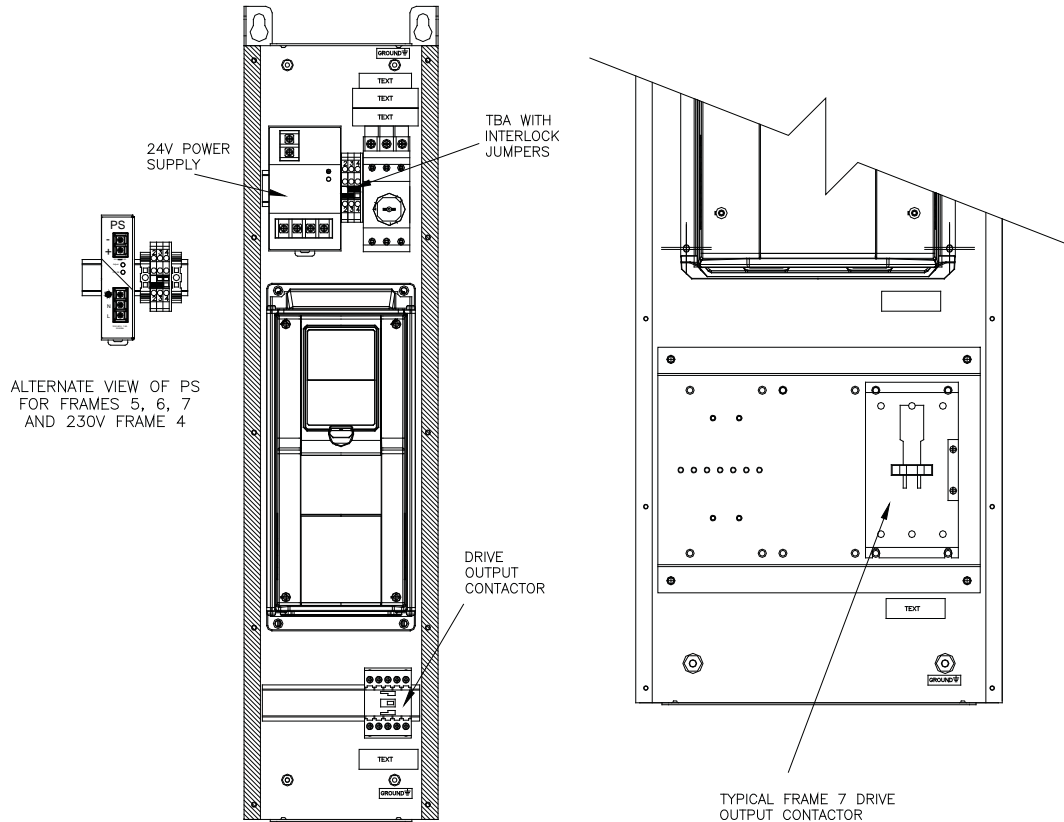 GROUND
TEXT
TEXT
TEXT
24V POWER
SUPPLY
TBA WITH
INTERLOCK
JUMPERS
PS
-
+
N
L
ALTERNATE VIEW OF PS
FOR FRAMES 5, 6, 7
AND 230V FRAME 4
DRIVE
OUTPUT
CONTACTOR
TEXT
GROUND
TEXT
GROUND
TYPICAL FRAME 7 DRIVE
OUTPUT CONTACTOR